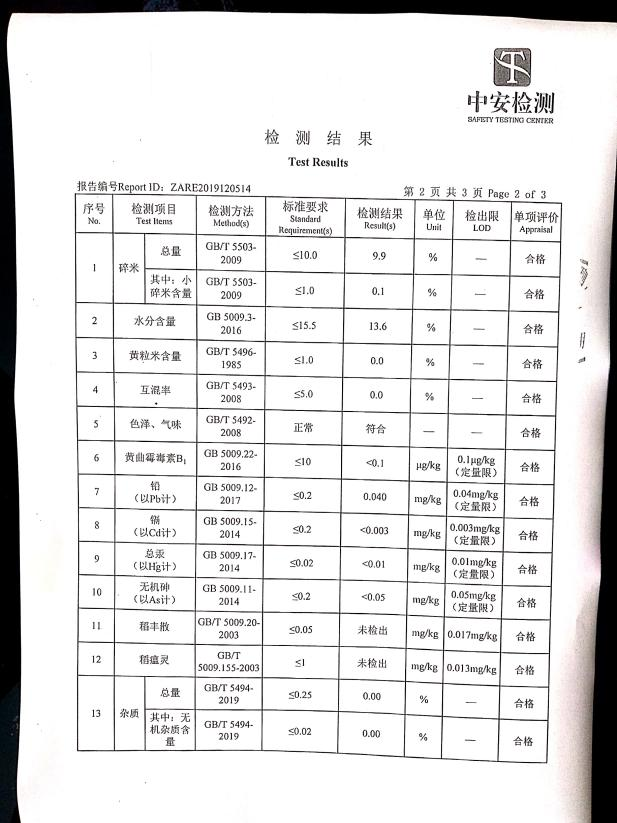 中安检测
SAFETY TESTING CENTER
检 测 结 果
Test Results
报告编号Report ID: ZARE2019120514
第 2 页 共 3 页 Page 2 of 3
序号 检测项目 检测方法 标准要求 检测结果 单位 检出限 单项评价
No. Test Items Method(s) Standard Requirement(s) Result(s) Unit LOD Appraisal
1 碎米 总量 GB/T 5503-2009 ≤10.0 9.9 % — 合格
其中：小碎米含量 GB/T 5503-2009 ≤1.0 0.1 % — 合格
2 水分含量 GB 5009.3-2016 ≤15.5 13.6 % — 合格
3 黄粒米含量 GB/T 5496-1985 ≤1.0 0.0 % — 合格
4 互混率 GB/T 5493-2008 ≤5.0 0.0 % — 合格
5 色泽、气味 GB/T 5492-2008 正常 符合 — — 合格
6 黄曲霉毒素B₁ GB 5009.22-2016 ≤10 <0.1 μg/kg 0.1μg/kg（定量限） 合格
7 铅（以Pb计） GB 5009.12-2017 ≤0.2 0.040 mg/kg 0.04mg/kg（定量限） 合格
8 镉（以Cd计） GB 5009.15-2014 ≤0.2 <0.003 mg/kg 0.003mg/kg（定量限） 合格
9 总汞（以Hg计） GB 5009.17-2014 ≤0.02 <0.01 mg/kg 0.01mg/kg（定量限） 合格
10 无机砷（以As计） GB 5009.11-2014 ≤0.2 <0.05 mg/kg 0.05mg/kg（定量限） 合格
11 稻丰散 GB/T 5009.20-2003 ≤0.05 未检出 mg/kg 0.017mg/kg 合格
12 稻瘟灵 GB/T 5009.155-2003 ≤1 未检出 mg/kg 0.013mg/kg 合格
13 杂质 总量 GB/T 5494-2019 ≤0.25 0.00 % — 合格
其中：无机杂质含量 GB/T 5494-2019 ≤0.02 0.00 % — 合格